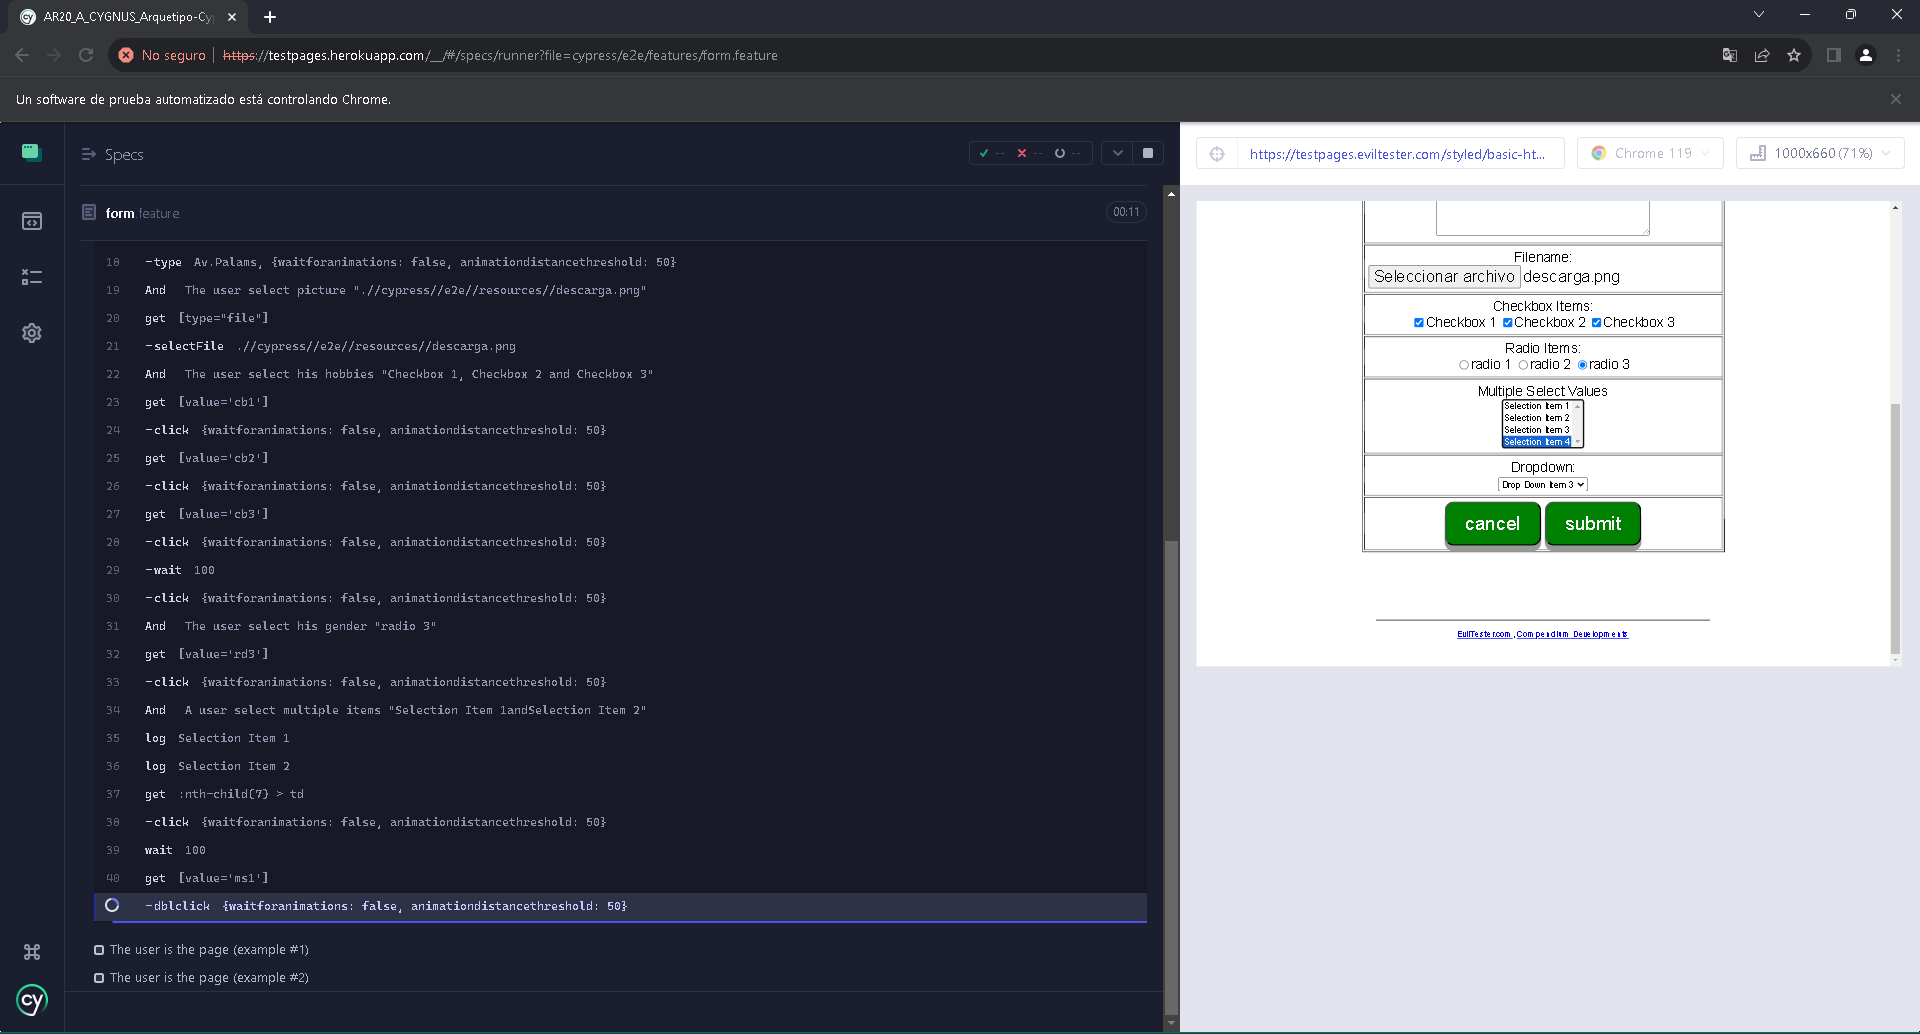 AR20_A_CYGNUS_Arquetipo-Cy
No seguro
https://testpages.herokuapp.com/__/#/specs/runner?file=cypress/e2e/features/form.feature
Un software de prueba automatizado está controlando Chrome.
Specs
-- -- --
form.feature
00:11
18 -type Av.Palams, {waitforanimations: false, animationdistancethreshold: 50}
19 And The user select picture ".//cypress//e2e//resources//descarga.png"
20 get [type="file"]
21 -selectFile .//cypress//e2e//resources//descarga.png
22 And The user select his hobbies "Checkbox 1, Checkbox 2 and Checkbox 3"
23 get [value='cb1']
24 -click {waitforanimations: false, animationdistancethreshold: 50}
25 get [value='cb2']
26 -click {waitforanimations: false, animationdistancethreshold: 50}
27 get [value='cb3']
28 -click {waitforanimations: false, animationdistancethreshold: 50}
29 -wait 100
30 -click {waitforanimations: false, animationdistancethreshold: 50}
31 And The user select his gender "radio 3"
32 get [value='rd3']
33 -click {waitforanimations: false, animationdistancethreshold: 50}
34 And A user select multiple items "Selection Item 1andSelection Item 2"
35 log Selection Item 1
36 log Selection Item 2
37 get :nth-child(7) > td
38 -click {waitforanimations: false, animationdistancethreshold: 50}
39 wait 100
40 get [value='ms1']
-dblclick {waitforanimations: false, animationdistancethreshold: 50}
The user is the page (example #1)
The user is the page (example #2)
cy
https://testpages.eviltester.com/styled/basic-ht...
Chrome 119
1000x660 (71%)
Filename:
Seleccionar archivo descarga.png
Checkbox Items:
Checkbox 1 Checkbox 2 Checkbox 3
Radio Items:
radio 1 radio 2 radio 3
Multiple Select Values
Selection Item 1
Selection Item 2
Selection Item 3
Selection Item 4
Dropdown:
Drop Down Item 3
cancel submit
EvilTester.com, Compendium Developments